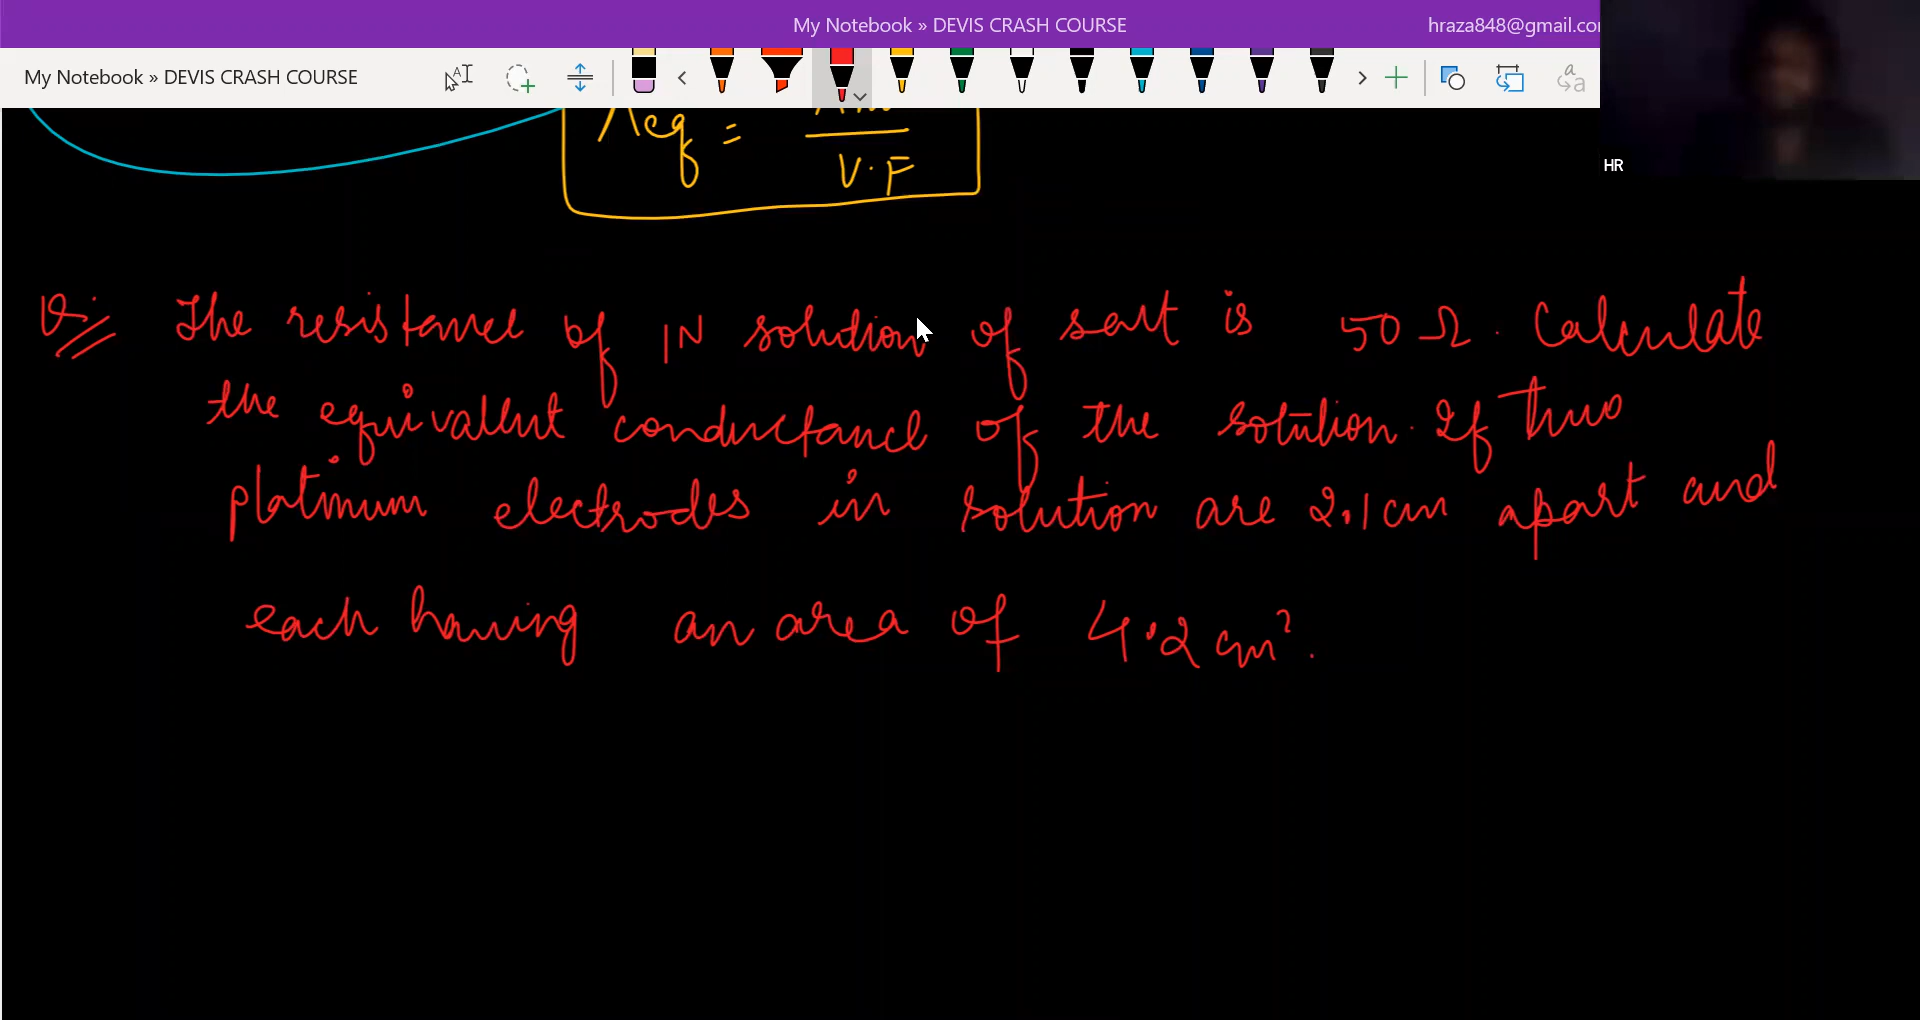 My Notebook » DEVIS CRASH COURSE
hraza848@gmail.co
My Notebook » DEVIS CRASH COURSE
HR
Λeq = 
V.F
Q:
The resistance of 1N solution of salt is 50 Ω. Calculate
the equivalent conductance of the solution. If two
platinum electrodes in solution are 2.1 cm apart and
each having an area of 4.2 cm².